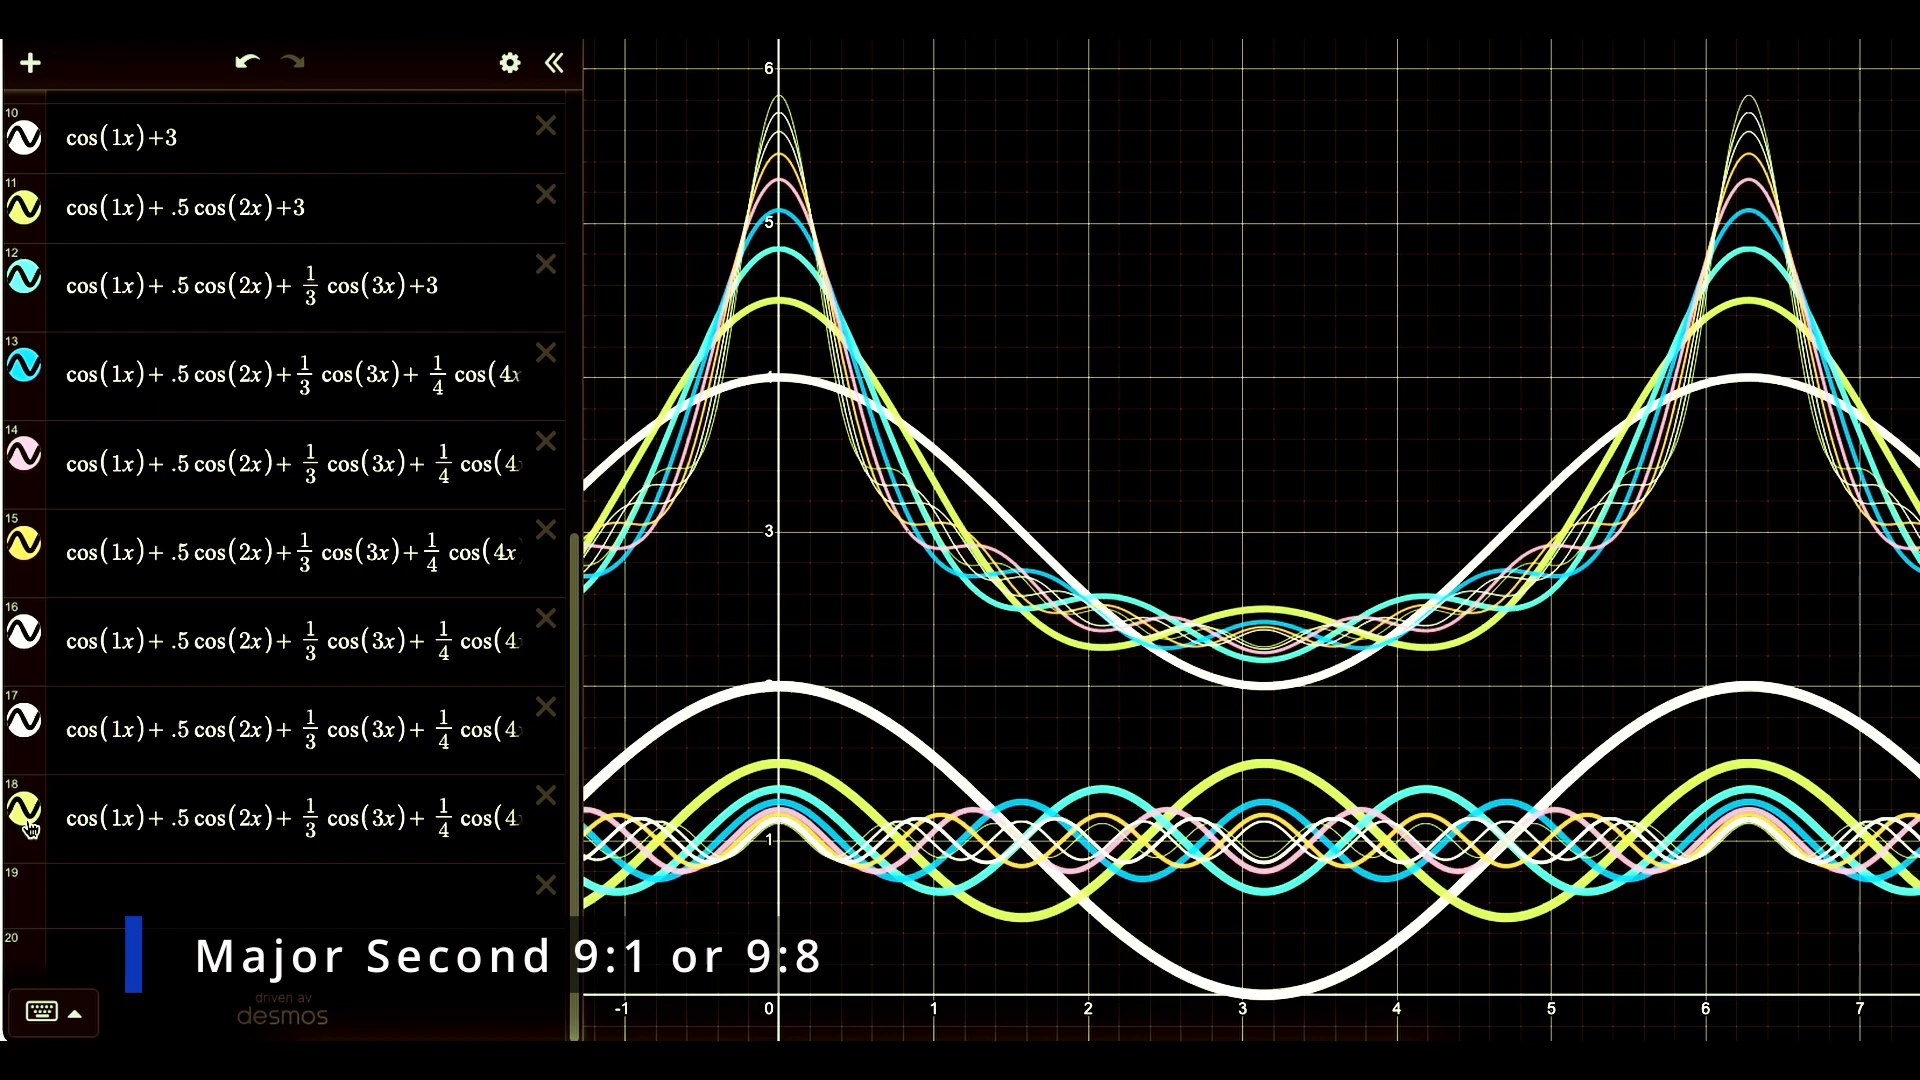 10
cos(1x)+3
11
cos(1x)+ .5 cos(2x)+3
12
cos(1x)+ .5 cos(2x)+ 1/3 cos(3x)+3
13
cos(1x)+ .5 cos(2x)+ 1/3 cos(3x)+ 1/4 cos(4x
14
cos(1x)+ .5 cos(2x)+ 1/3 cos(3x)+ 1/4 cos(4
15
cos(1x)+ .5 cos(2x)+ 1/3 cos(3x)+ 1/4 cos(4x
16
cos(1x)+ .5 cos(2x)+ 1/3 cos(3x)+ 1/4 cos(4
17
cos(1x)+ .5 cos(2x)+ 1/3 cos(3x)+ 1/4 cos(4
18
cos(1x)+ .5 cos(2x)+ 1/3 cos(3x)+ 1/4 cos(4
19
20
Major Second 9:1 or 9:8
driven av
desmos
6
5
3
1
-1 0 1 2 3 4 5 6 7